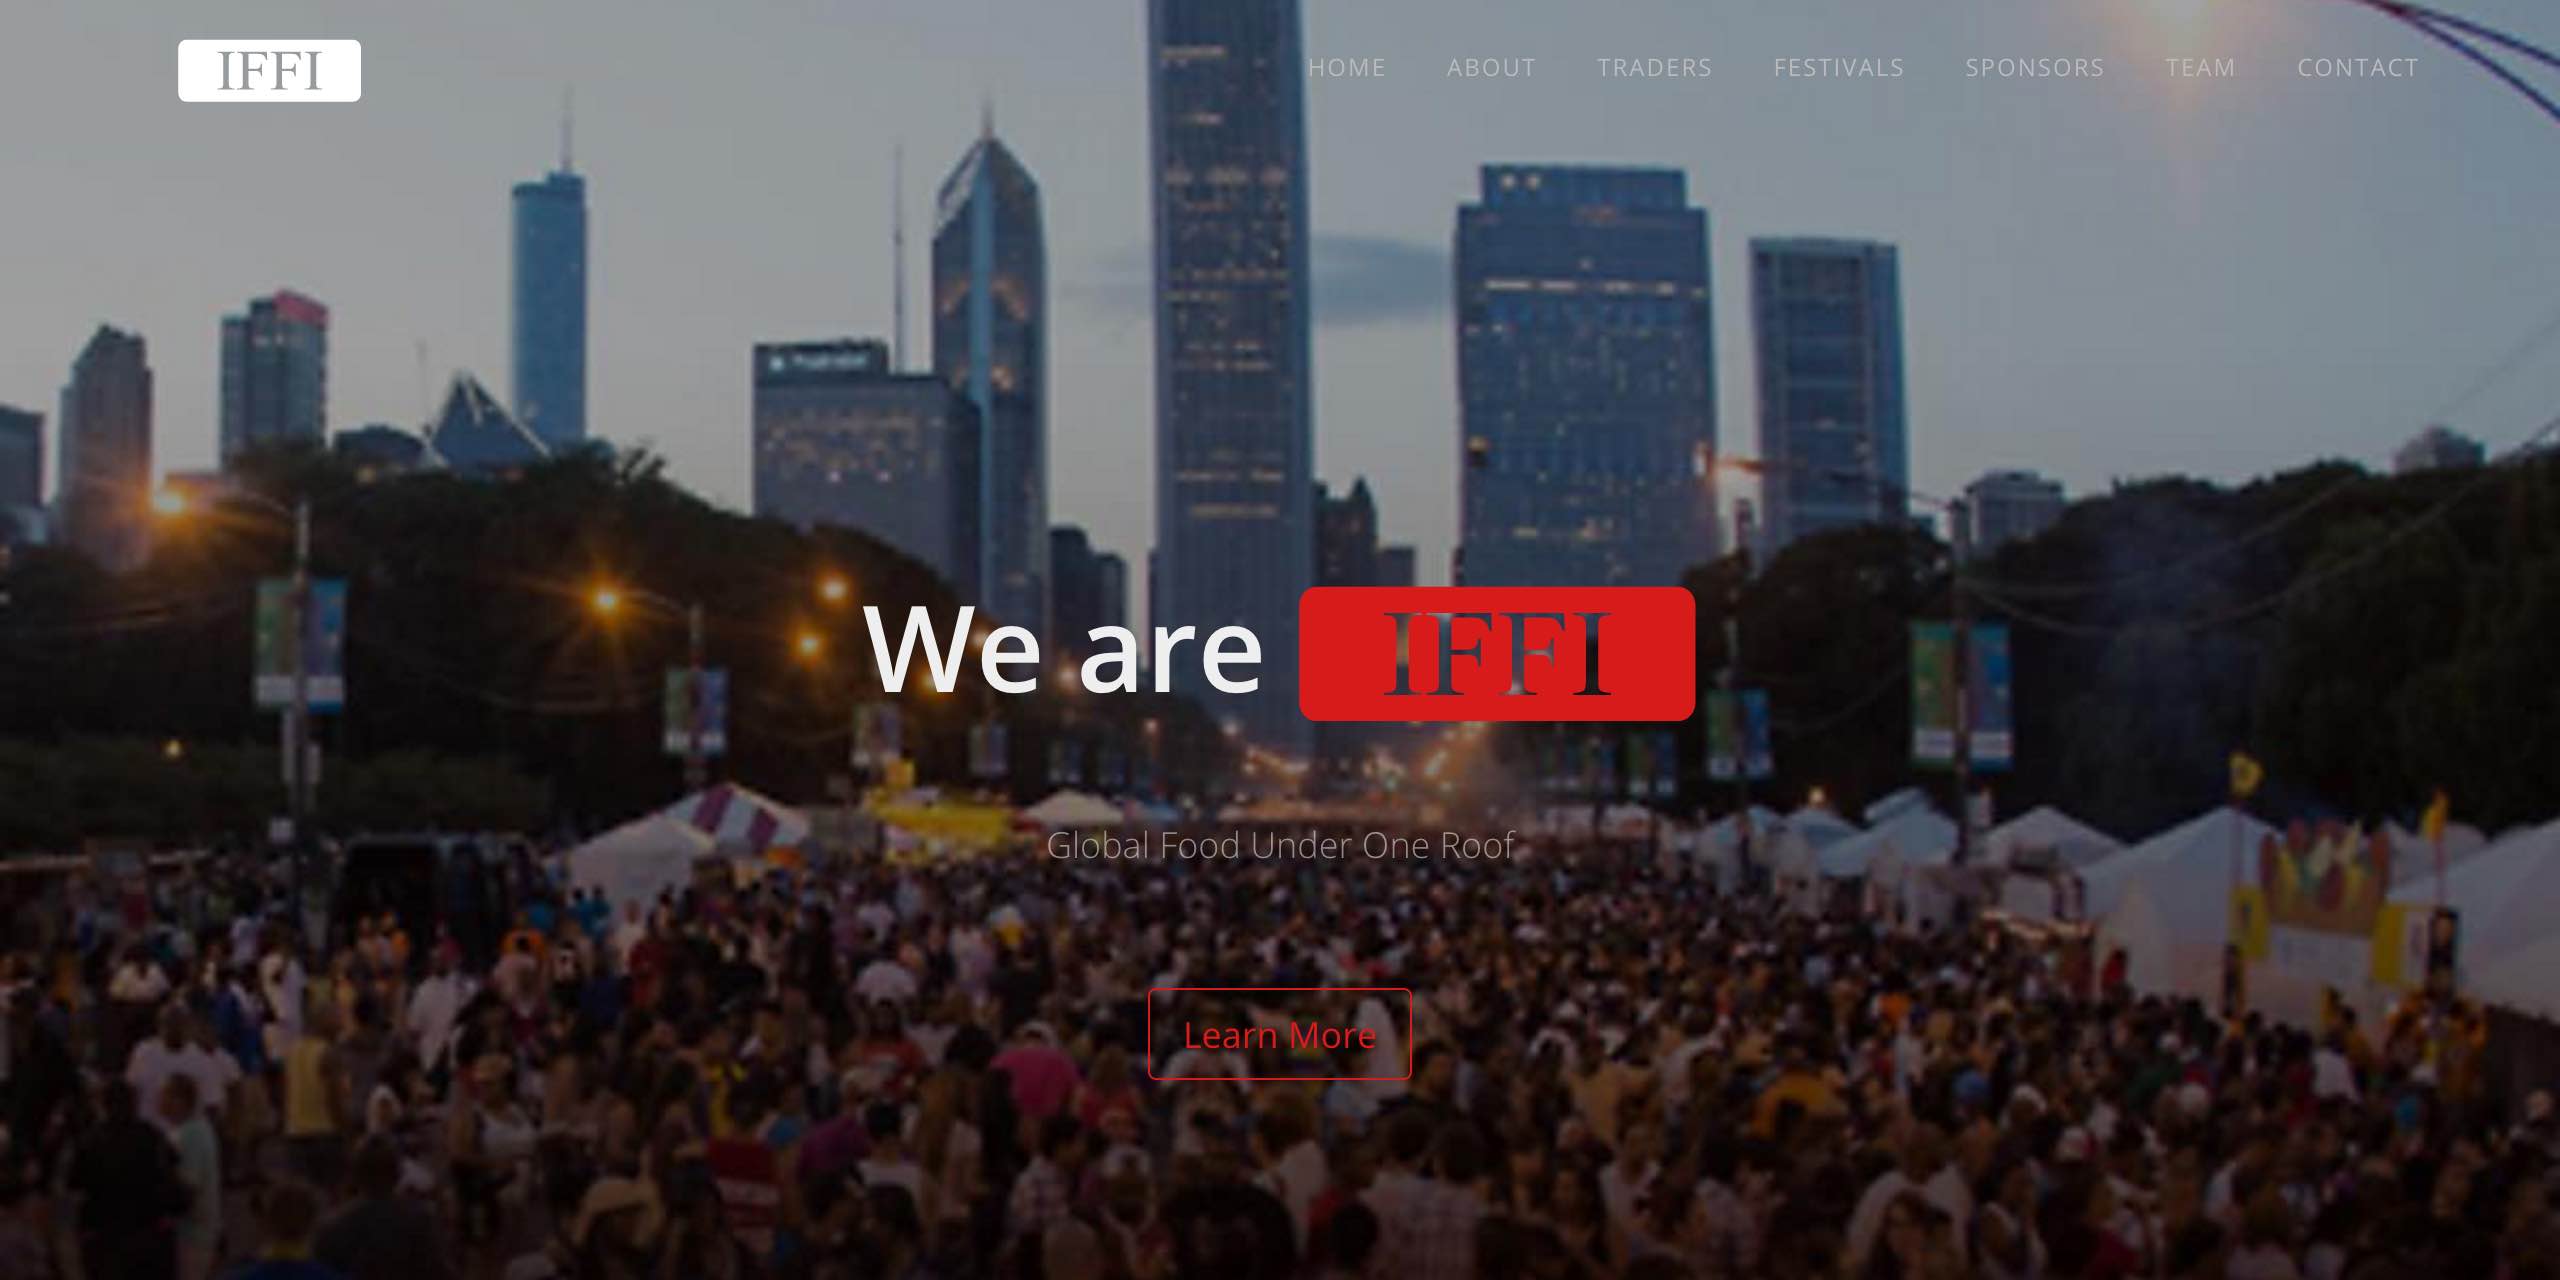 IFFI
HOME ABOUT TRADERS FESTIVALS SPONSORS TEAM CONTACT
We are IFFI
Global Food Under One Roof
Learn More